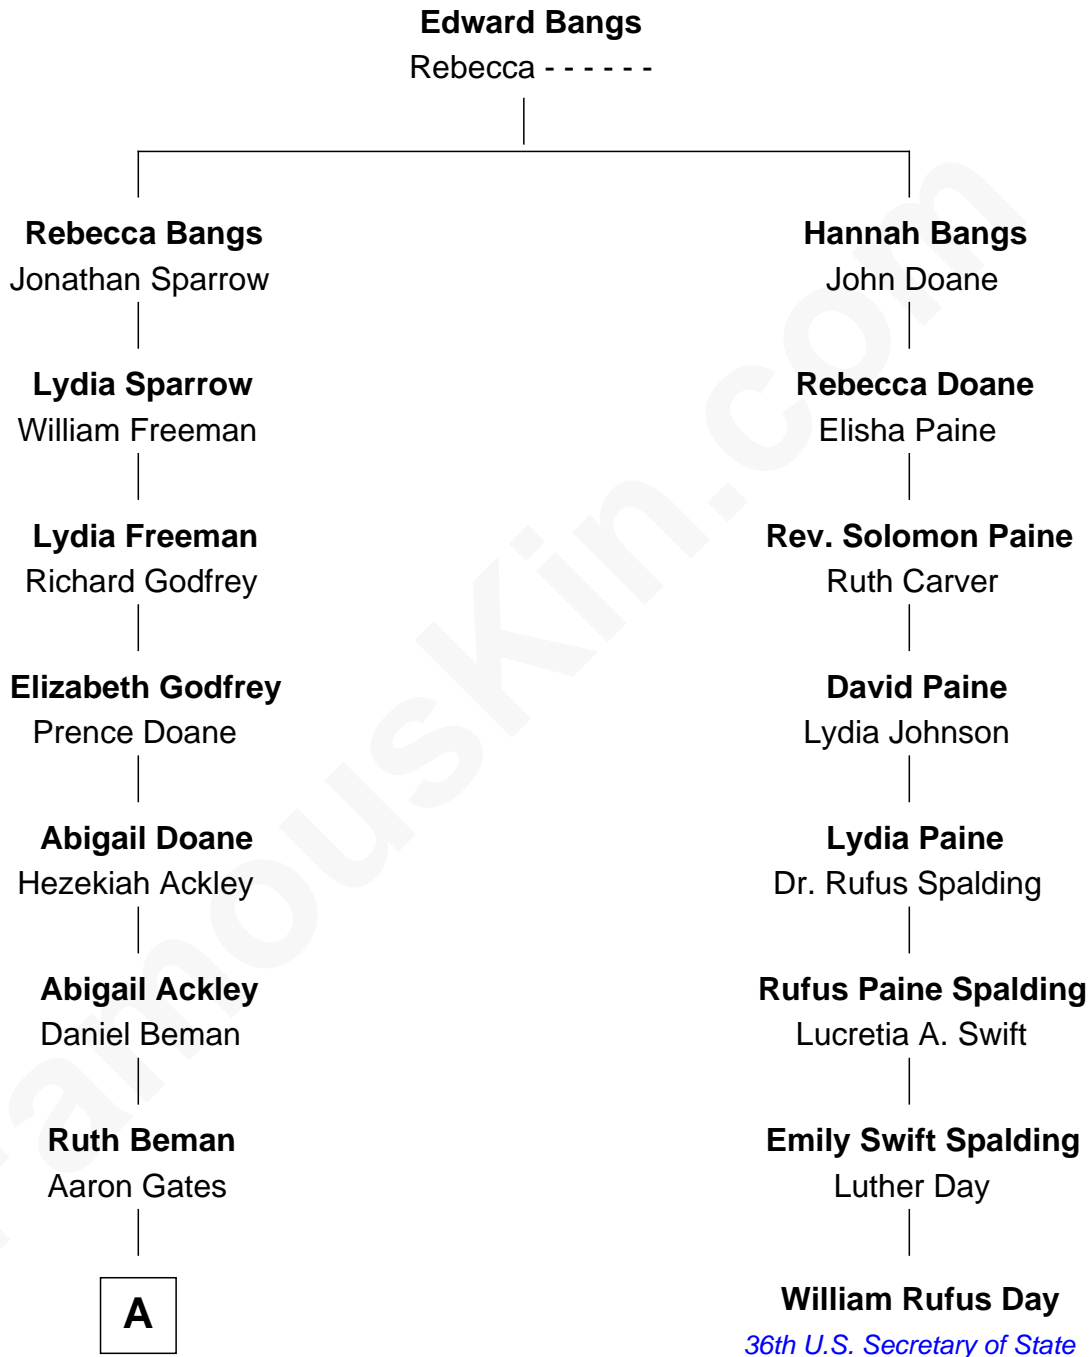 Edward Bangs
Rebecca - - - - - -
Rebecca Bangs
Jonathan Sparrow
Hannah Bangs
John Doane
Lydia Sparrow
William Freeman
Rebecca Doane
Elisha Paine
Lydia Freeman
Richard Godfrey
Rev. Solomon Paine
Ruth Carver
Elizabeth Godfrey
Prence Doane
David Paine
Lydia Johnson
Abigail Doane
Hezekiah Ackley
Lydia Paine
Dr. Rufus Spalding
Abigail Ackley
Daniel Beman
Rufus Paine Spalding
Lucretia A. Swift
Ruth Beman
Aaron Gates
Emily Swift Spalding
Luther Day
A
William Rufus Day
36th U.S. Secretary of State
FamousKin.com